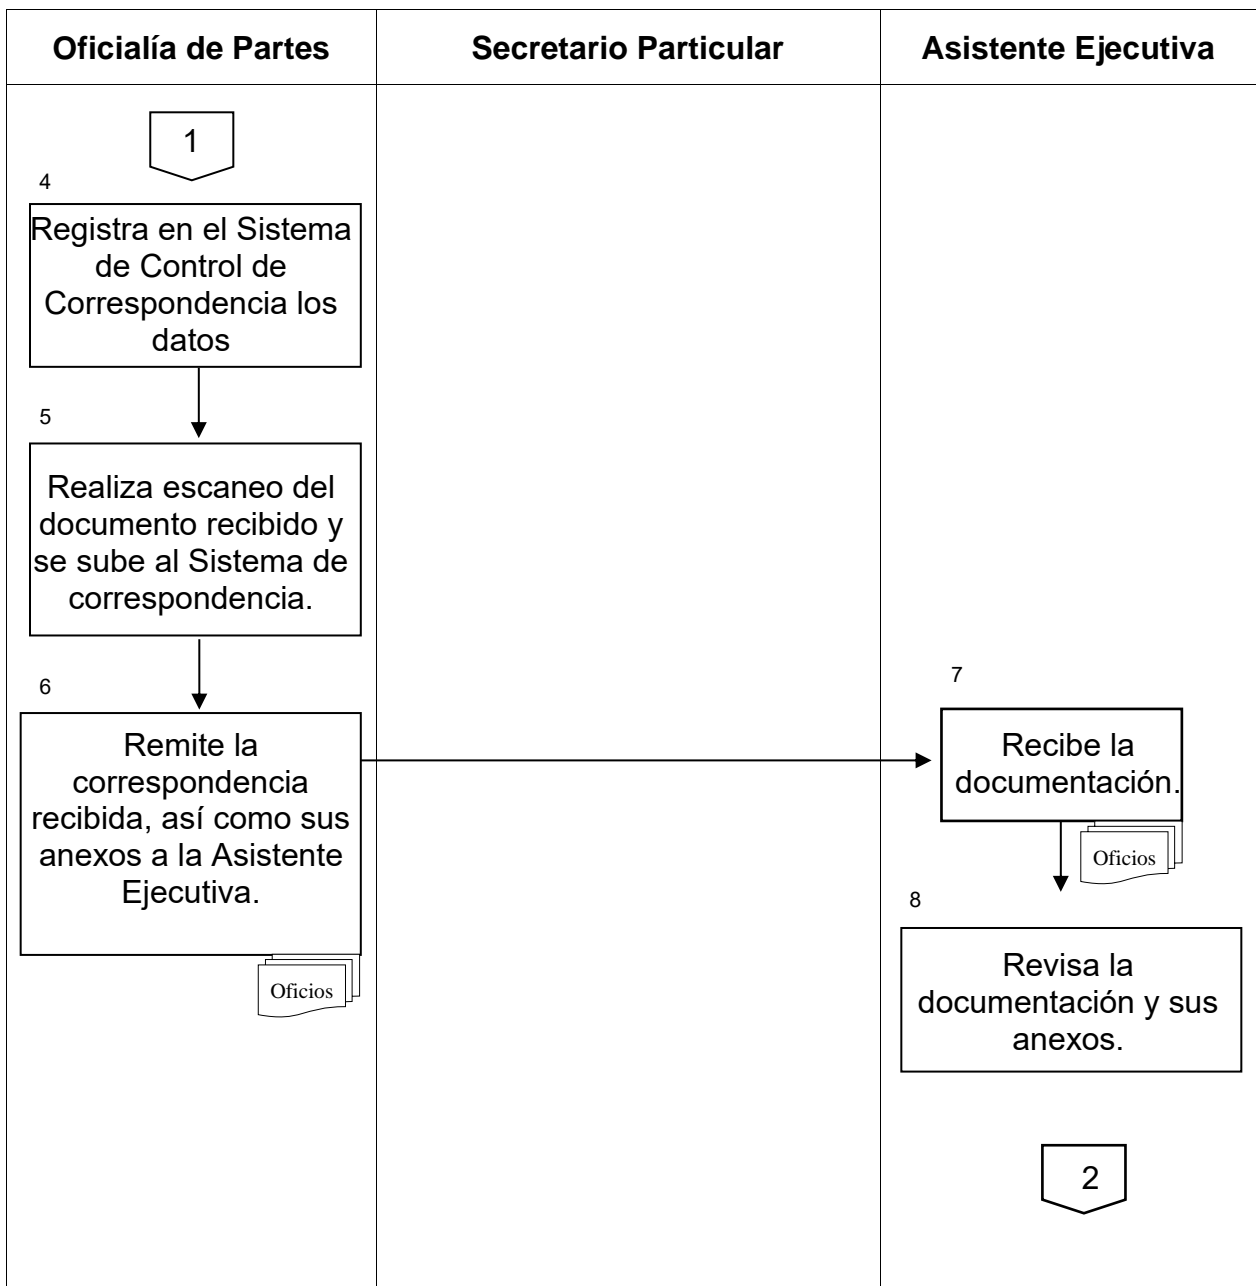 Oficialía de Partes
Secretario Particular
Asistente Ejecutiva
1
4
Registra en el Sistema
de Control de
Correspondencia los
datos
5
Realiza escaneo del
documento recibido y
se sube al Sistema de
correspondencia.
6
Remite la
correspondencia
recibida, así como sus
anexos a la Asistente
Ejecutiva.
Oficios
7
Recibe la
documentación.
Oficios
8
Revisa la
documentación y sus
anexos.
2